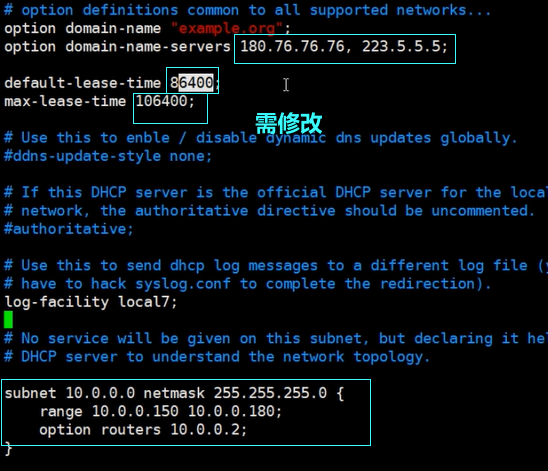 # option definitions common to all supported networks...
option domain-name "example.org";
option domain-name-servers 180.76.76.76, 223.5.5.5;
default-lease-time 86400;
max-lease-time 106400;
需修改
# Use this to enble / disable dynamic dns updates globally.
#ddns-update-style none;
# If this DHCP server is the official DHCP server for the local
# network, the authoritative directive should be uncommented.
#authoritative;
# Use this to send dhcp log messages to a different log file (y
# have to hack syslog.conf to complete the redirection).
log-facility local7;
# No service will be given on this subnet, but declaring it hel
# DHCP server to understand the network topology.
subnet 10.0.0.0 netmask 255.255.255.0 {
range 10.0.0.150 10.0.0.180;
option routers 10.0.0.2;
}